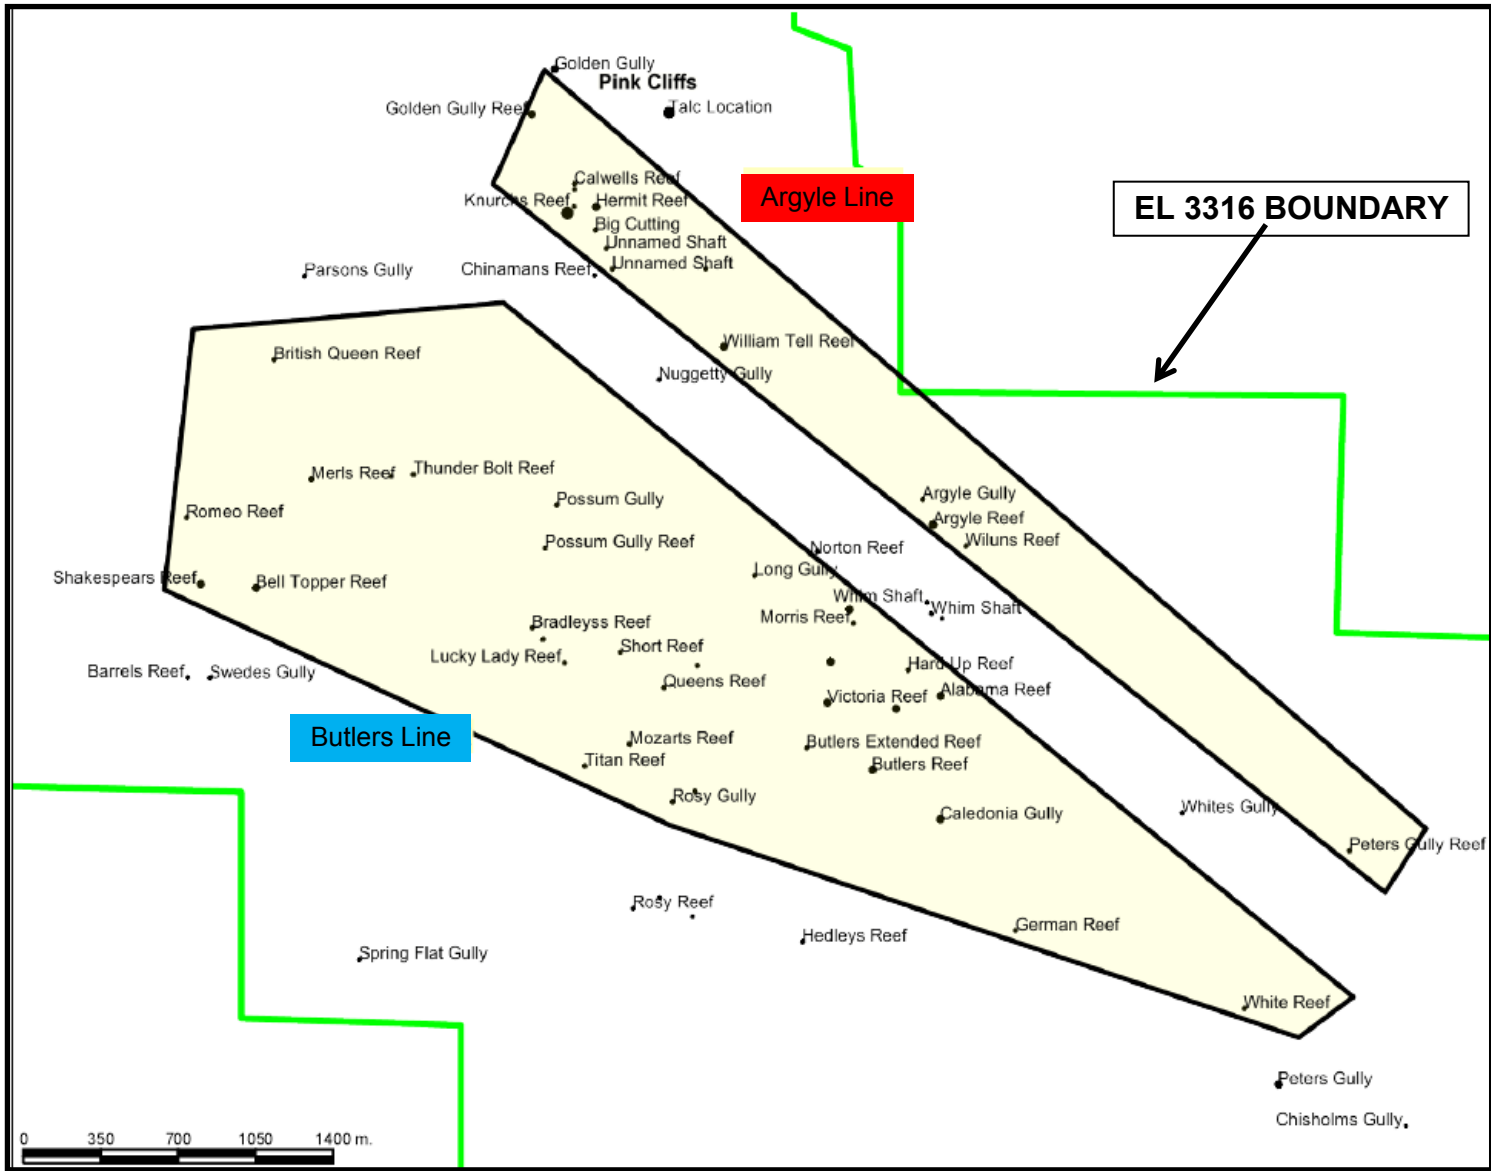 Golden Gully
Pink Cliffs
Golden Gully Reef
Talc Location
Calwells Reef
Argyle Line
EL 3316 BOUNDARY
Knurchs Reef
Hermit Reef
Big Cutting
Unnamed Shaft
Unnamed Shaft
Parsons Gully
Chinamans Reef
William Tell Reef
British Queen Reef
Nuggetty Gully
Merls Reef
Thunder Bolt Reef
Possum Gully
Argyle Gully
Romeo Reef
Argyle Reef
Possum Gully Reef
Wiluns Reef
Norton Reef
Long Gully
Shakespears Reef
Bell Topper Reef
Whim Shaft
Whim Shaft
Morris Reef
Bradleyss Reef
Short Reef
Lucky Lady Reef
Hard Up Reef
Barrels Reef
Swedes Gully
Queens Reef
Alabama Reef
Victoria Reef
Butlers Line
Mozarts Reef
Butlers Extended Reef
Titan Reef
Butlers Reef
Rosy Gully
Whites Gully
Caledonia Gully
Peters Gully Reef
Rosy Reef
German Reef
Hedleys Reef
Spring Flat Gully
White Reef
Peters Gully
Chisholms Gully
0 350 700 1050 1400 m.